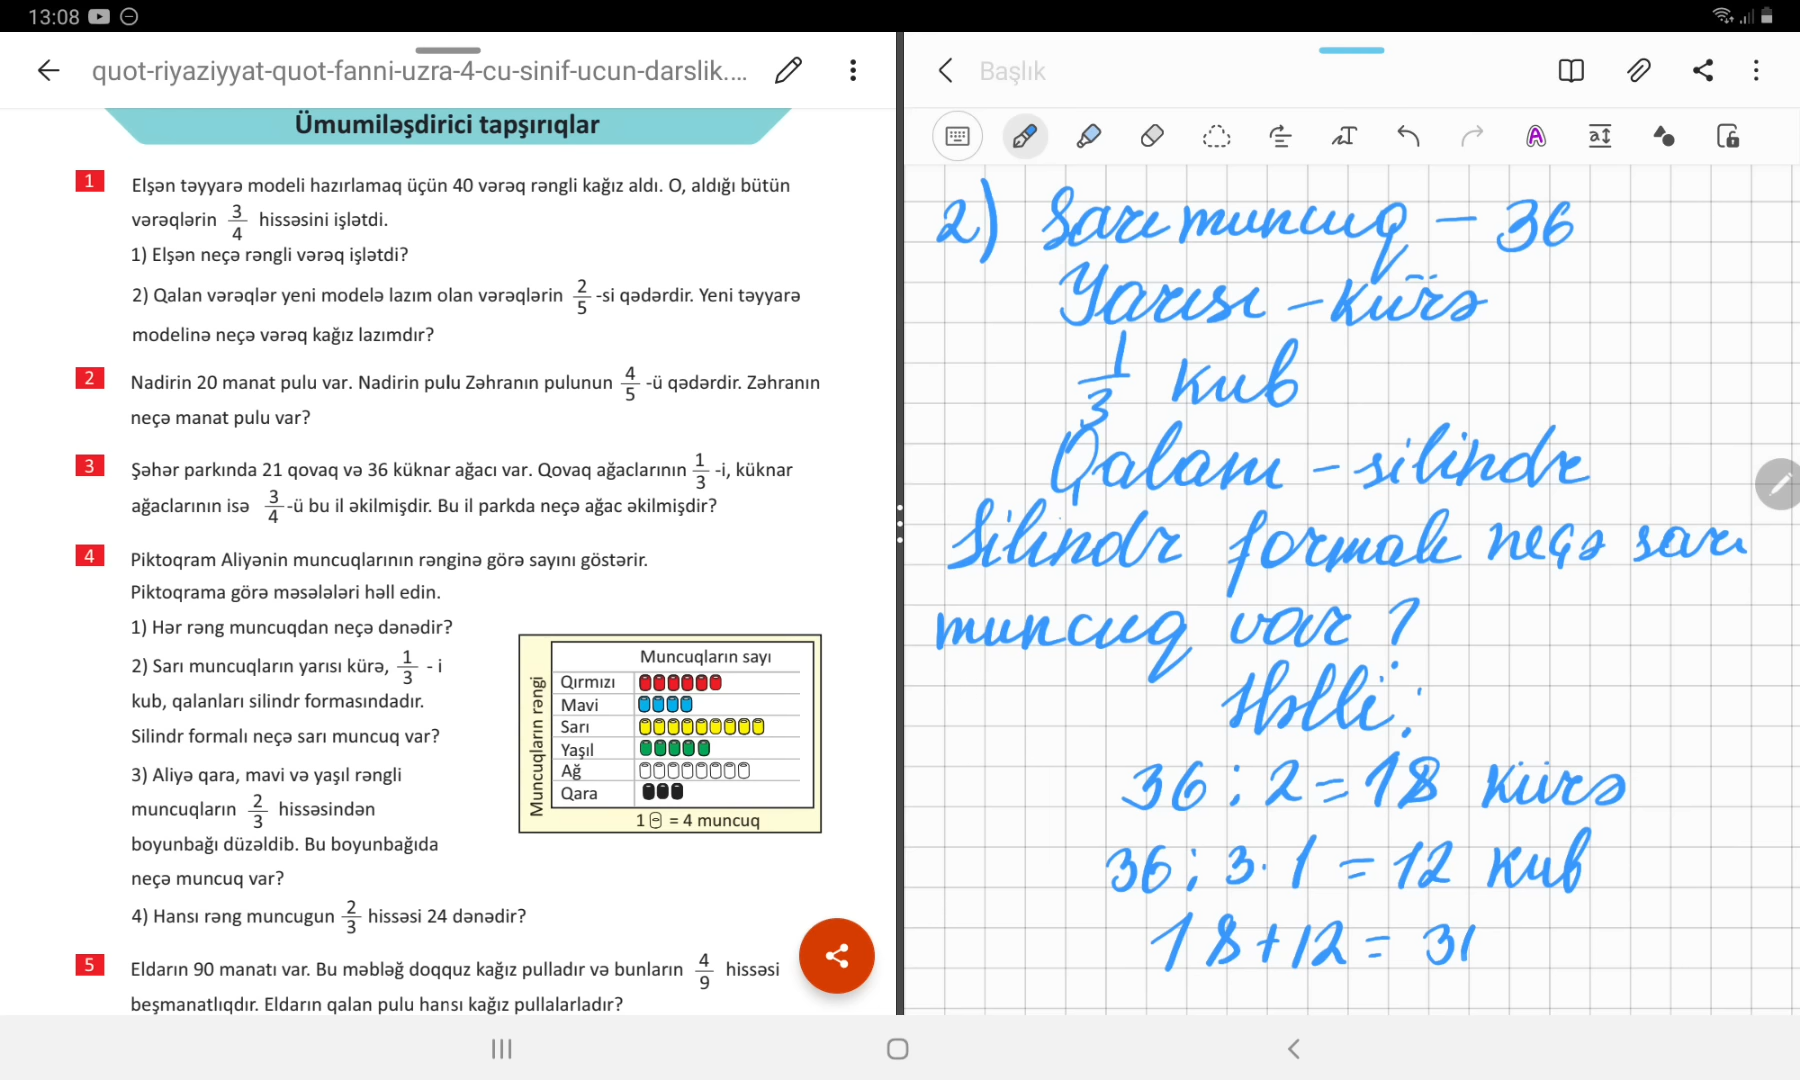 13:08
quot-riyaziyyat-quot-fanni-uzra-4-cu-sinif-ucun-darslik....
Ümumiləşdirici tapşırıqlar
1 Elşən təyyarə modeli hazırlamaq üçün 40 vərəq rəngli kağız aldı. O, aldığı bütün
vərəqlərin 3/4 hissəsini işlətdi.
1) Elşən neçə rəngli vərəq işlətdi?
2) Qalan vərəqlər yeni modelə lazım olan vərəqlərin 2/5 -si qədərdir. Yeni təyyarə
modelinə neçə vərəq kağız lazımdır?
2 Nadirin 20 manat pulu var. Nadirin pulu Zəhranın pulunun 4/5 -ü qədərdir. Zəhranın
neçə manat pulu var?
3 Şəhər parkında 21 qovaq və 36 küknar ağacı var. Qovaq ağaclarının 1/3 -i, küknar
ağaclarının isə 3/4 -ü bu il əkilmişdir. Bu il parkda neçə ağac əkilmişdir?
4 Piktoqram Aliyənin muncuqlarının rənginə görə sayını göstərir.
Piktoqrama görə məsələləri həll edin.
1) Hər rəng muncuqdan neçə dənədir?
2) Sarı muncuqların yarısı kürə, 1/3 - i
kub, qalanları silindr formasındadır.
Silindr formalı neçə sarı muncuq var?
3) Aliyə qara, mavi və yaşıl rəngli
muncuqların 2/3 hissəsindən
boyunbağı düzəldib. Bu boyunbağıda
neçə muncuq var?
4) Hansı rəng muncugun 2/3 hissəsi 24 dənədir?
Muncuqların rəngi
Muncuqların sayı
Qırmızı
Mavi
Sarı
Yaşıl
Ağ
Qara
1 = 4 muncuq
5 Eldarın 90 manatı var. Bu məbləğ doqquz kağız pulladır və bunların 4/9 hissəsi
beşmanatlıqdır. Eldarın qalan pulu hansı kağız pullalarladır?
Başlık
2) Sarı muncuq - 36
Yarısı - kürə
1/3 kub
Qalanı - silindr
Silindr formalı neçə sarı
muncuq var?
Həlli:
36 : 2 = 18 kürə
36 : 3 · 1 = 12 kub
18 + 12 = 3(